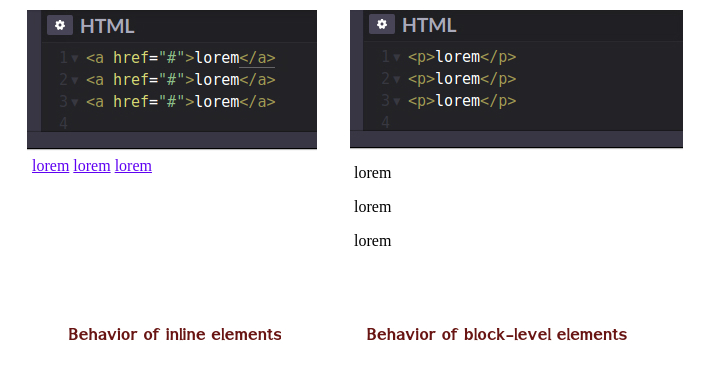 HTML
1 <a href="#">lorem</a>
2 <a href="#">lorem</a>
3 <a href="#">lorem</a>
4
lorem lorem lorem
Behavior of inline elements
HTML
1 <p>lorem</p>
2 <p>lorem</p>
3 <p>lorem</p>
4
lorem
lorem
lorem
Behavior of block-level elements